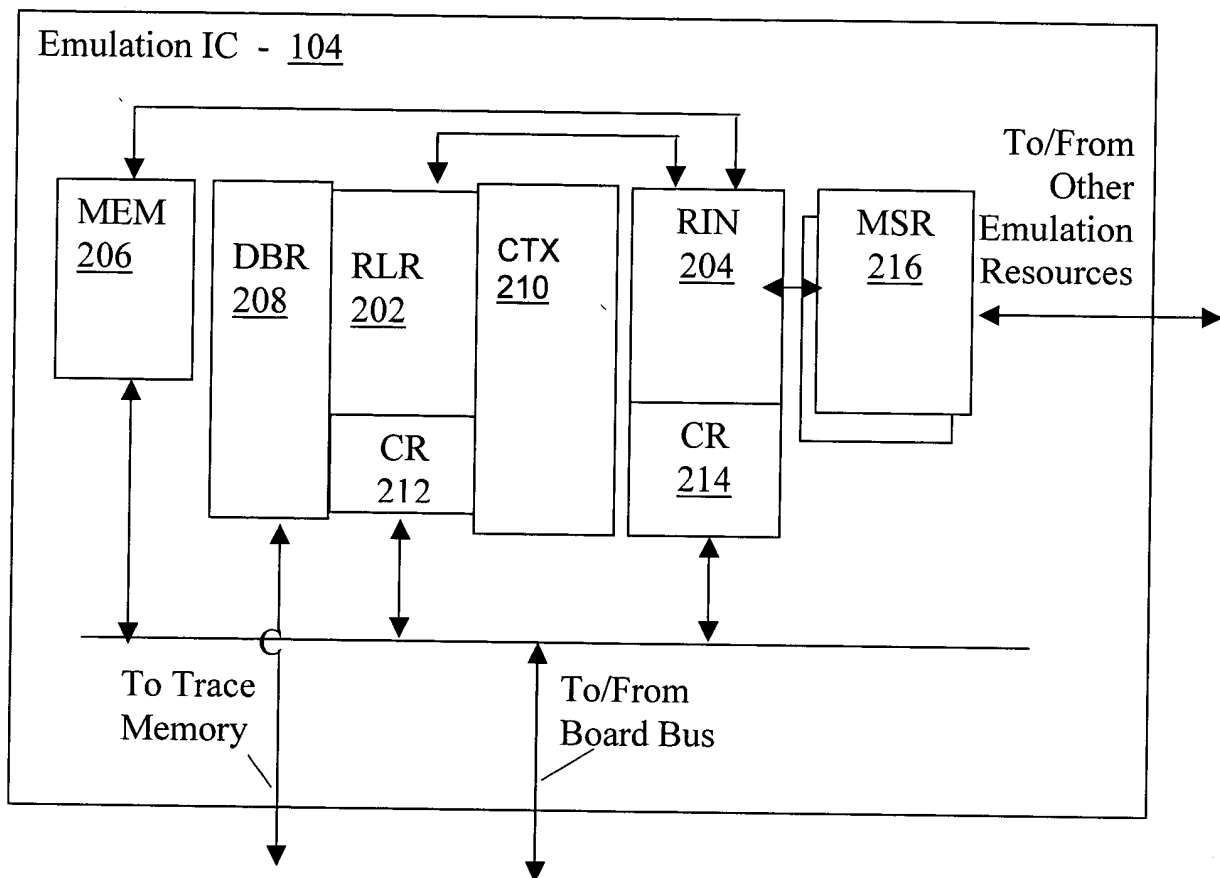 Emulation IC - 104
To/From
Other
Emulation
Resources
MEM
206
DBR
208
RLR
202
CTX
210
RIN
204
MSR
216
CR
212
CR
214
To Trace
Memory
To/From
Board Bus